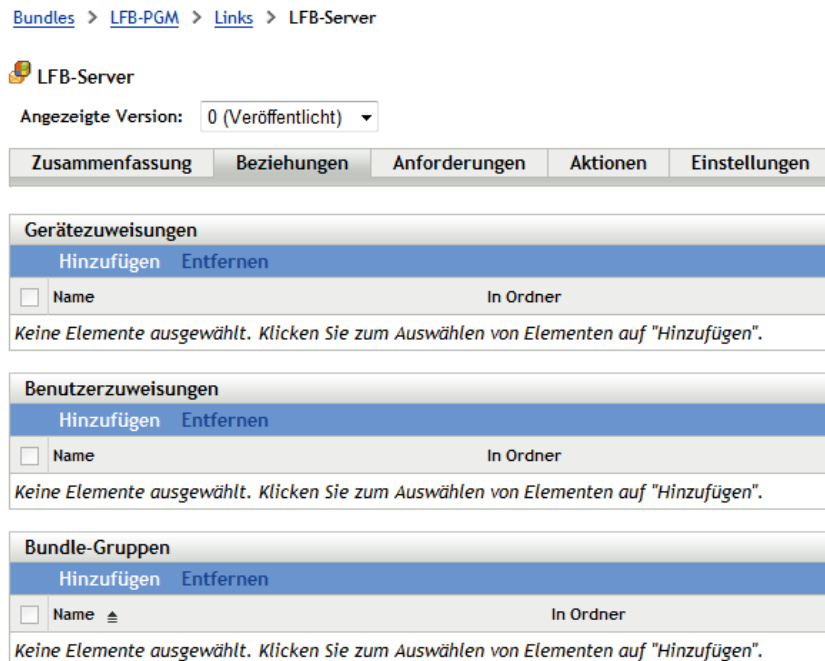 Bundles > LFB-PGM > Links > LFB-Server
LFB-Server
Angezeigte Version: 0 (Veröffentlicht)
Zusammenfassung Beziehungen Anforderungen Aktionen Einstellungen
Gerätezuweisungen
Hinzufügen Entfernen
Name In Ordner
Keine Elemente ausgewählt. Klicken Sie zum Auswählen von Elementen auf "Hinzufügen".
Benutzerzuweisungen
Hinzufügen Entfernen
Name In Ordner
Keine Elemente ausgewählt. Klicken Sie zum Auswählen von Elementen auf "Hinzufügen".
Bundle-Gruppen
Hinzufügen Entfernen
Name In Ordner
Keine Elemente ausgewählt. Klicken Sie zum Auswählen von Elementen auf "Hinzufügen".